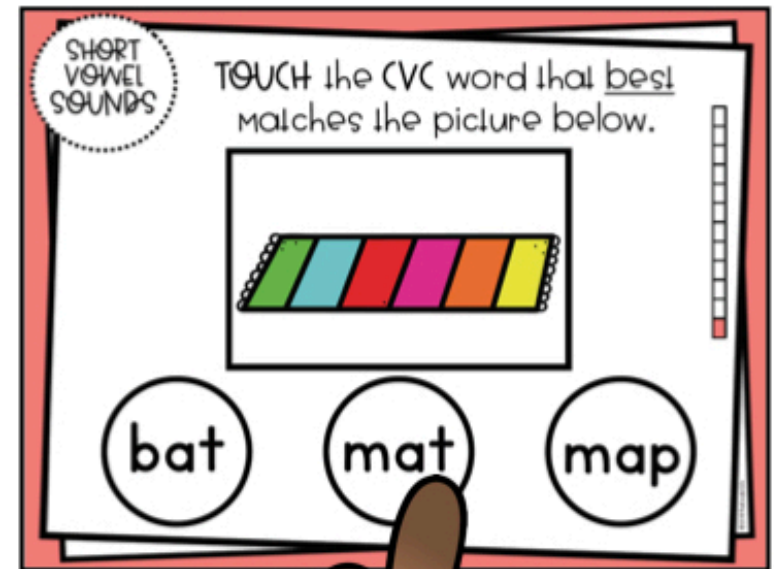 SHORT
VOWEL
SOUNDS
TOUCH the CVC word that best
matches the picture below.
bat mat map